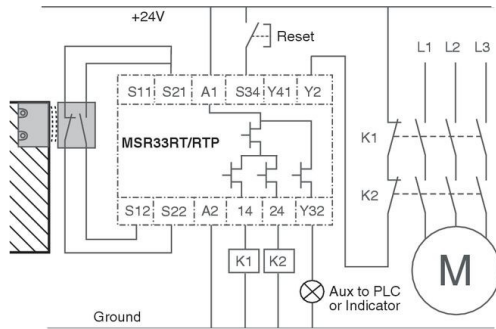 +24V
Reset
L1 L2 L3
S11 S21 A1 S34 Y41 Y2
MSR33RT/RTP
K1
K2
S12 S22 A2 14 24 Y32
K1 K2
M
Aux to PLC
or Indicator
Ground